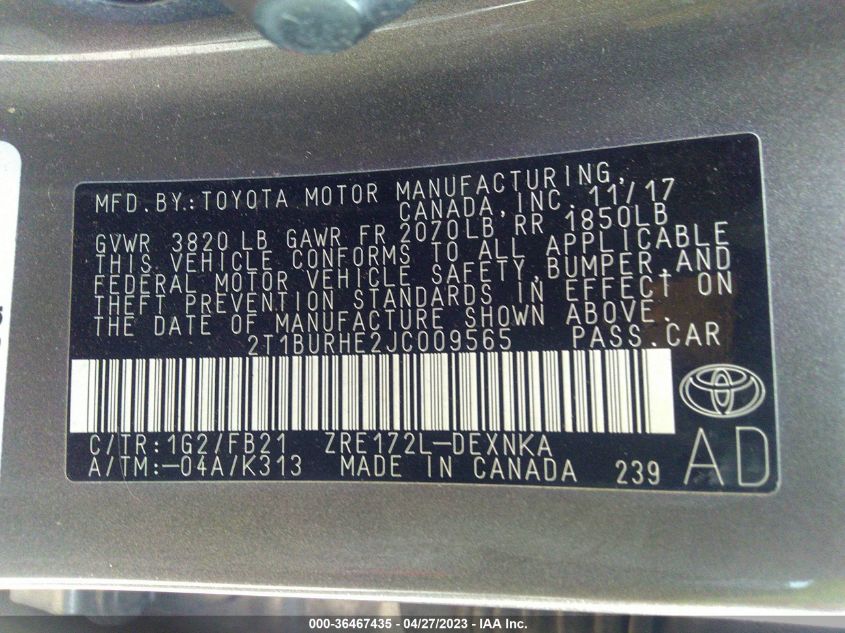 MFD.BY.:TOYOTA MOTOR MANUFACTURING,
CANADA, INC. 11/17
GVWR 3820 LB GAWR FR 2070LB RR 1850LB
THIS VEHICLE CONFORMS TO ALL APPLICABLE
FEDERAL MOTOR VEHICLE SAFETY,BUMPER,AND
THEFT PREVENTION STANDARDS IN EFFECT ON
THE DATE OF MANUFACTURE SHOWN ABOVE.
2T1BURHE2JC009565 PASS.CAR
C/TR:1G2/FB21 ZRE172L-DEXNKA
A/TM:-04A/K313 MADE IN CANADA 239 AD
000-36467435 - 04/27/2023 - IAA Inc.